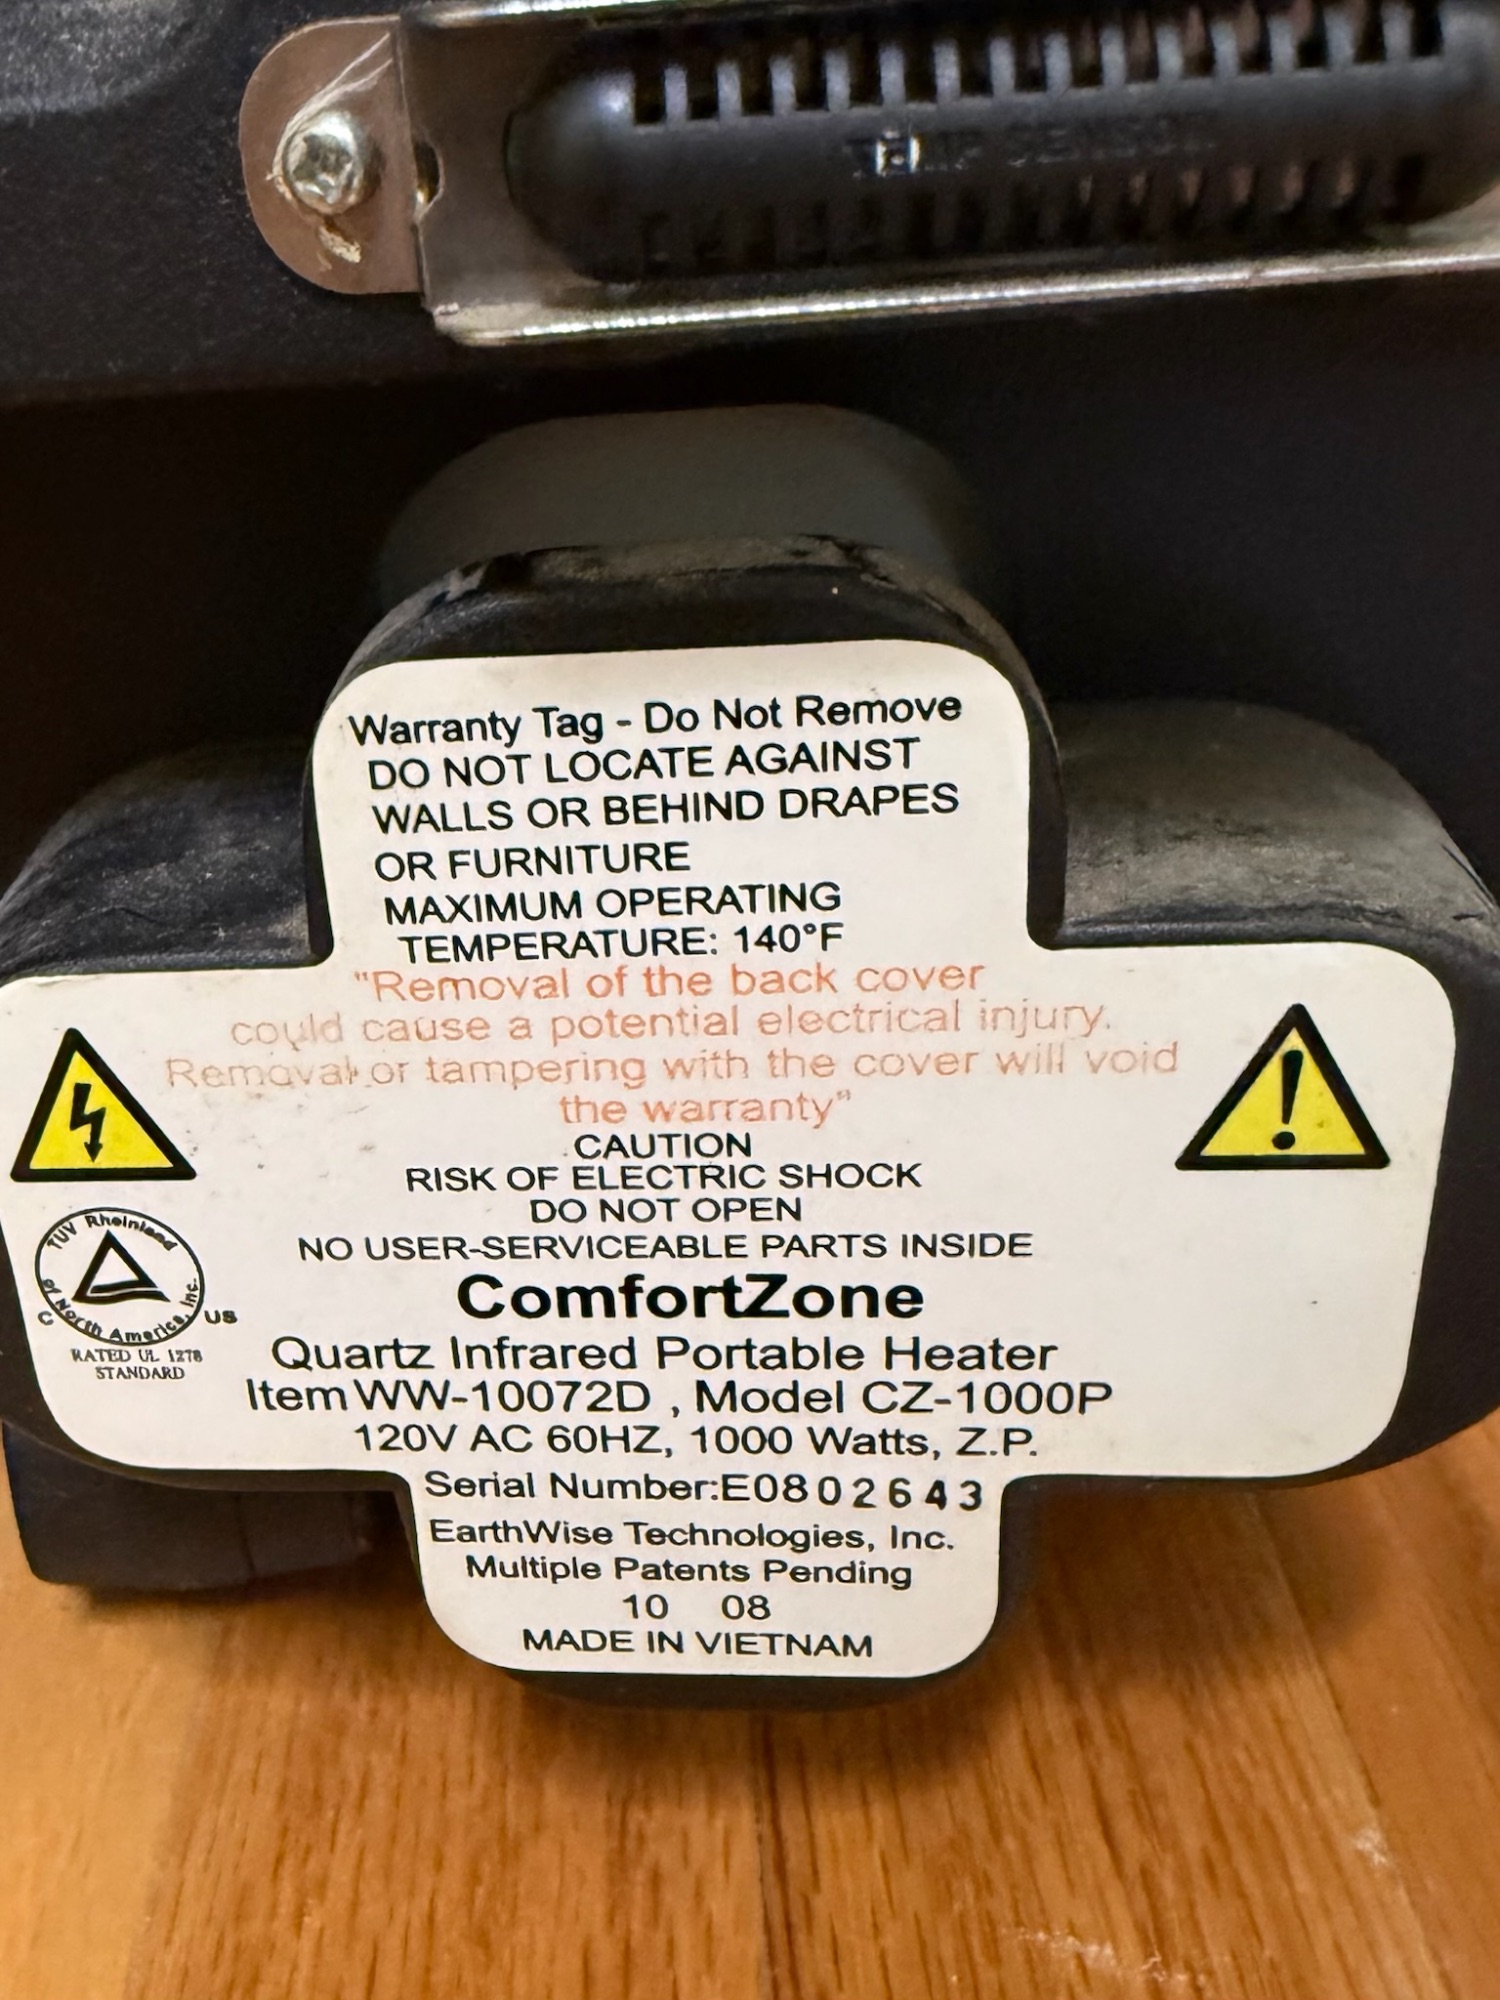 Warranty Tag - Do Not Remove
DO NOT LOCATE AGAINST
WALLS OR BEHIND DRAPES
OR FURNITURE
MAXIMUM OPERATING
TEMPERATURE: 140°F
"Removal of the back cover
could cause a potential electrical injury.
Removal or tampering with the cover will void
the warranty"
CAUTION
RISK OF ELECTRIC SHOCK
DO NOT OPEN
NO USER-SERVICEABLE PARTS INSIDE
TUV Rheinland
of North America, Inc.
C US
RATED UL 1278
STANDARD
ComfortZone
Quartz Infrared Portable Heater
Item WW-10072D , Model CZ-1000P
120V AC 60HZ, 1000 Watts, Z.P.
Serial Number:E0802643
EarthWise Technologies, Inc.
Multiple Patents Pending
10 08
MADE IN VIETNAM